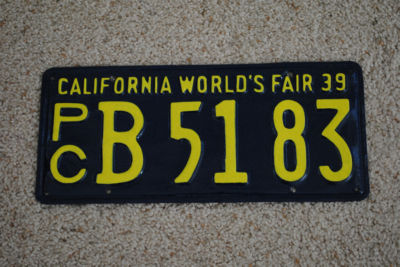 CALIFORNIA WORLD'S FAIR 39
PC B 51 83